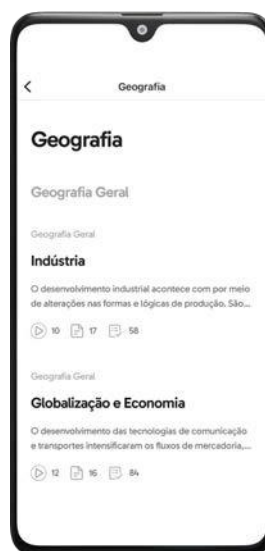 Geografia
Geografia
Geografia Geral
Geografia Geral
Indústria
O desenvolvimento industrial acontece com por meio
de alterações nas formas e lógicas de produção. São...
10 17 58
Geografia Geral
Globalização e Economia
O desenvolvimento das tecnologias de comunicação
e transportes intensificaram os fluxos de mercadoria,...
12 16 84